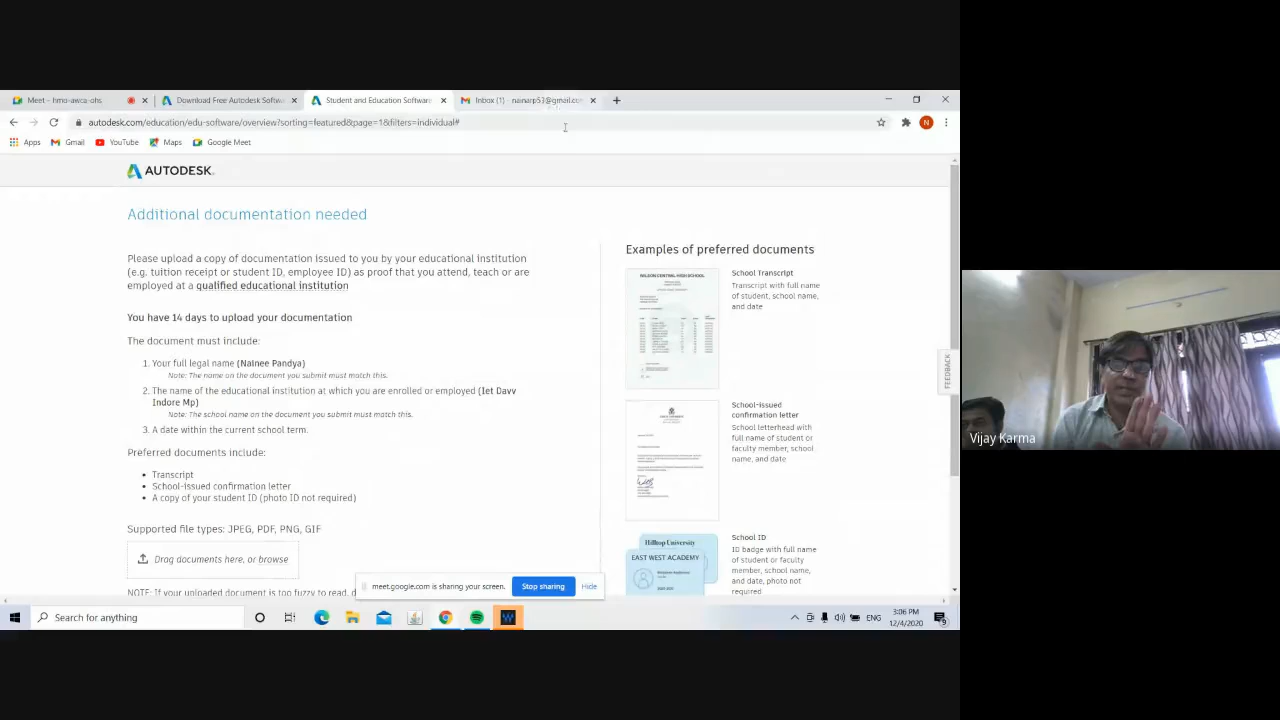 Meet – hmo-awca-ohs
Download Free Autodesk Softw
Student and Education Software
Inbox (1) - nainarp53@gmail.com
autodesk.com/education/edu-software/overview?sorting=featured&page=1&filters=individual#
Apps
Gmail
YouTube
Maps
Google Meet
AUTODESK.
Additional documentation needed
Please upload a copy of documentation issued to you by your educational institution
(e.g. tuition receipt or student ID, employee ID) as proof that you attend, teach or are
employed at a qualified educational institution
You have 14 days to upload your documentation
The document must include:
1. Your full legal name (Nainee Pandya)
Note: The name on the document you submit must match this.
2. The name of the educational institution at which you are enrolled or employed (Iet Davv
Indore Mp)
Note: The school name on the document you submit must match this.
3. A date within the current school term.
Preferred documents include:
• Transcript
• School-issued confirmation letter
• A copy of your student ID (photo ID not required)
Supported file types: JPEG, PDF, PNG, GIF
Drag documents here, or browse
NOTE: If your uploaded document is too fuzzy to read, d
Examples of preferred documents
WILSON CENTRAL HIGH SCHOOL
School Transcript
Transcript with full name
of student, school name,
and date
School-issued
confirmation letter
School letterhead with
full name of student or
faculty member, school
name, and date
Hilltop University
EAST WEST ACADEMY
School ID
ID badge with full name
of student or faculty
member, school name,
and date, photo not
required
FEEDBACK
meet.google.com is sharing your screen.
Stop sharing
Hide
Search for anything
ENG
3:06 PM
12/4/2020
Vijay Karma